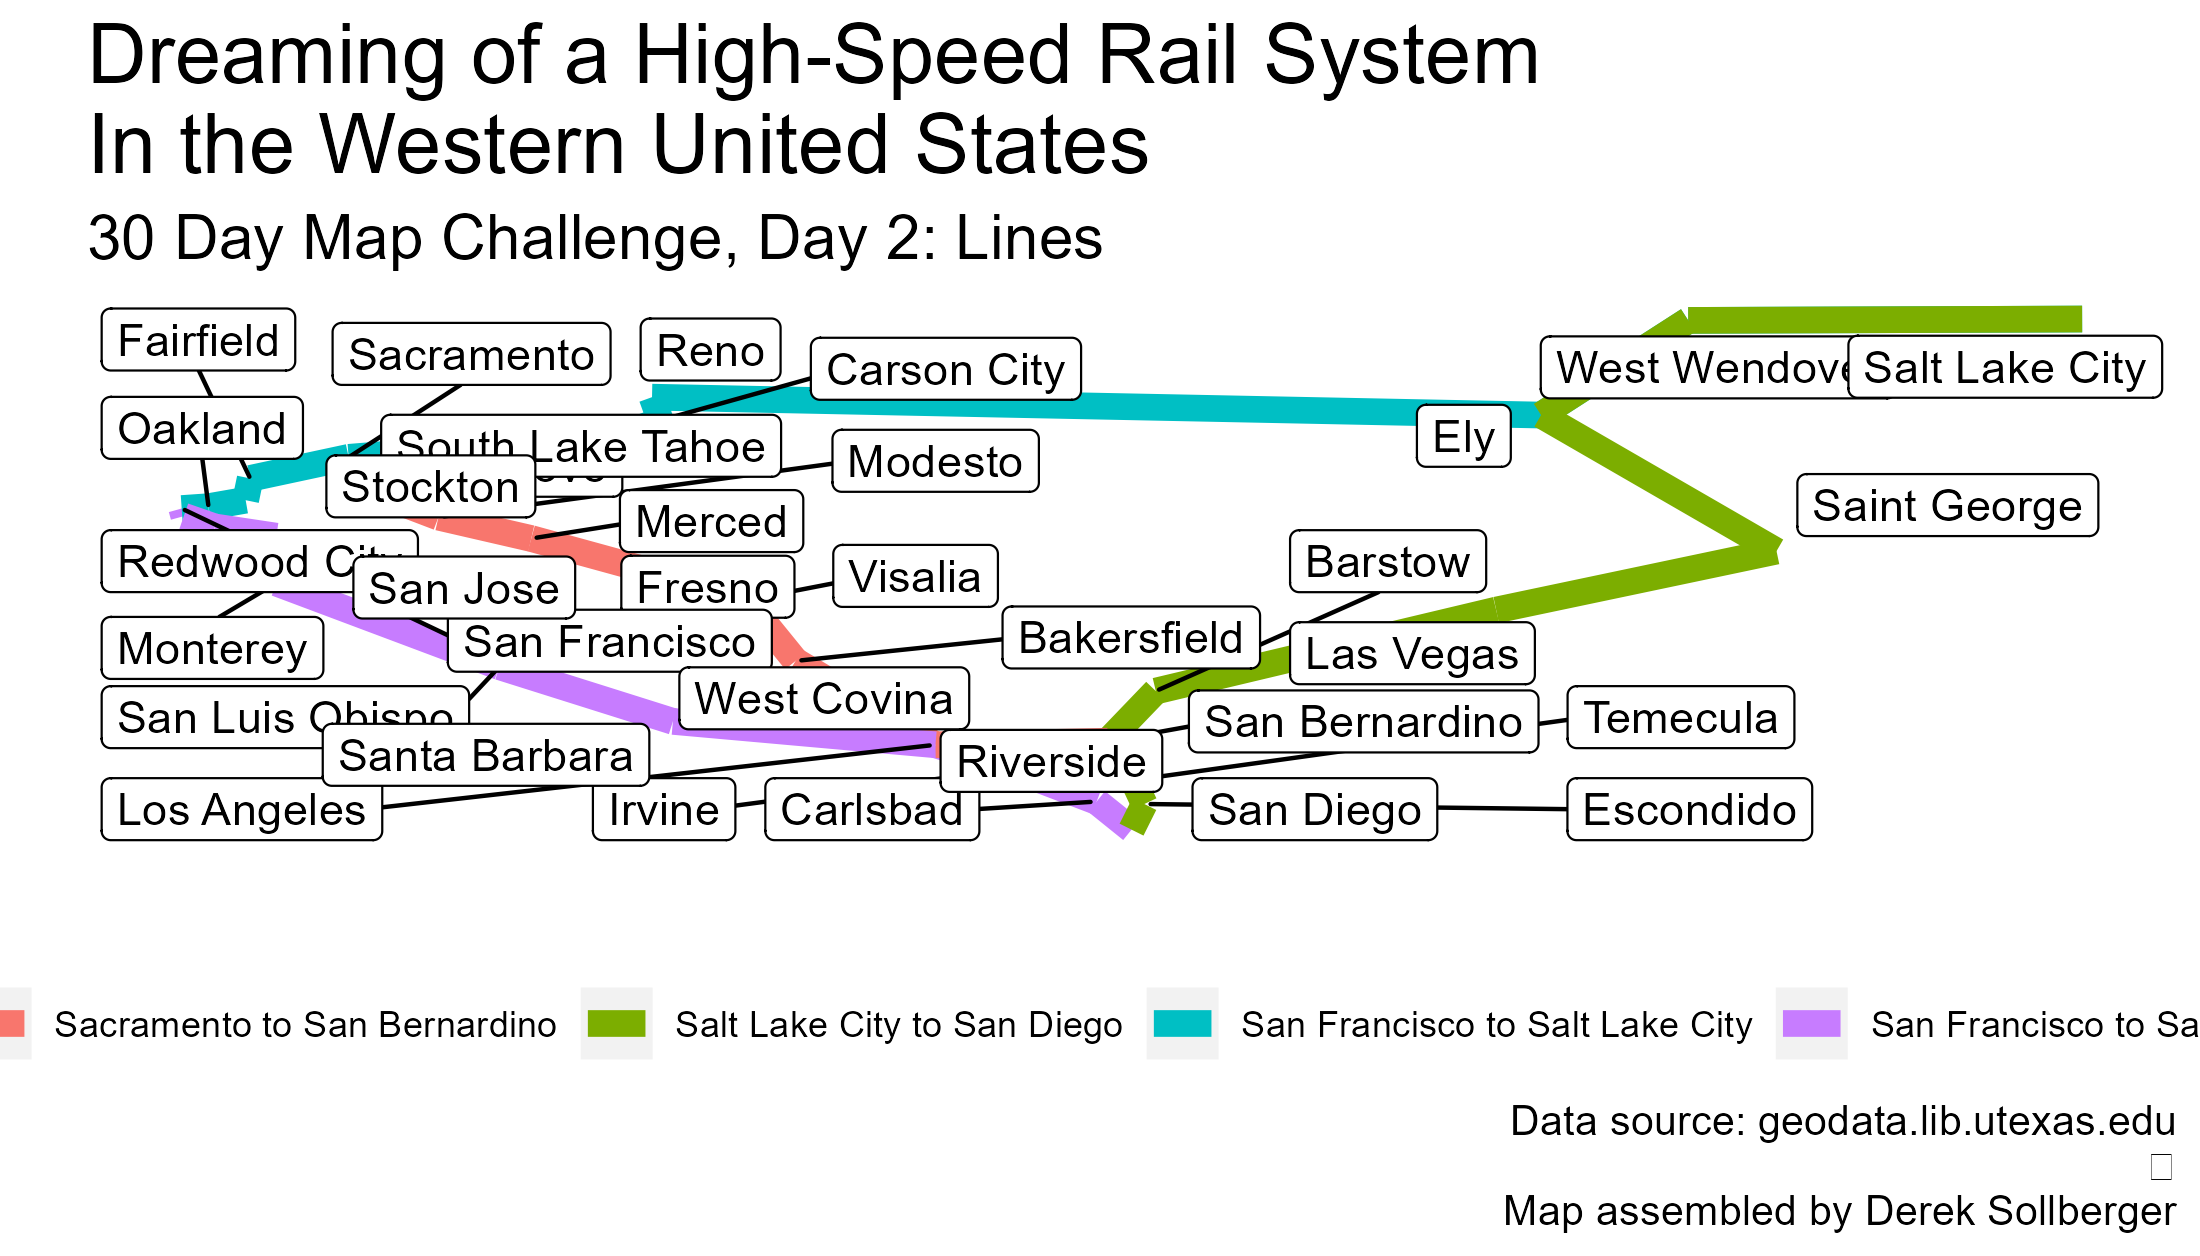 Dreaming of a High-Speed Rail System
In the Western United States
30 Day Map Challenge, Day 2: Lines
Fairfield
Sacramento
Reno
Carson City
West Wendove
Salt Lake City
Oakland
South Lake Tahoe
Ely
Modesto
Stockton
Saint George
Merced
Redwood City
Barstow
San Jose
Fresno
Visalia
Monterey
San Francisco
Bakersfield
Las Vegas
West Covina
San Luis Obispo
San Bernardino
Temecula
Santa Barbara
Riverside
Los Angeles
Irvine
Carlsbad
San Diego
Escondido
Sacramento to San Bernardino
Salt Lake City to San Diego
San Francisco to Salt Lake City
San Francisco to Sa
Data source: geodata.lib.utexas.edu
Map assembled by Derek Sollberger